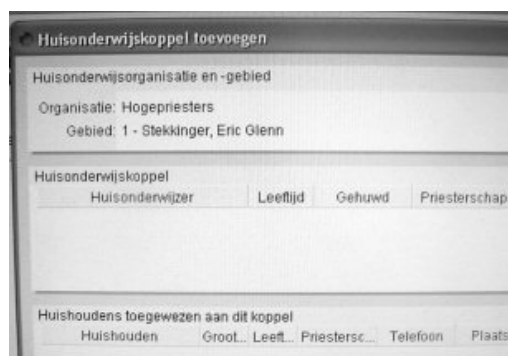 Huisonderwijskoppel toevoegen
Huisonderwijsorganisatie en -gebied
Organisatie: Hogepriesters
Gebied: 1 - Stekkinger, Eric Glenn
Huisonderwijskoppel
Huisonderwijzer Leeftijd Gehuwd Priesterschap
Huishoudens toegewezen aan dit koppel
Huishouden Groot... Leeft... Priestersc... Telefoon Plaats